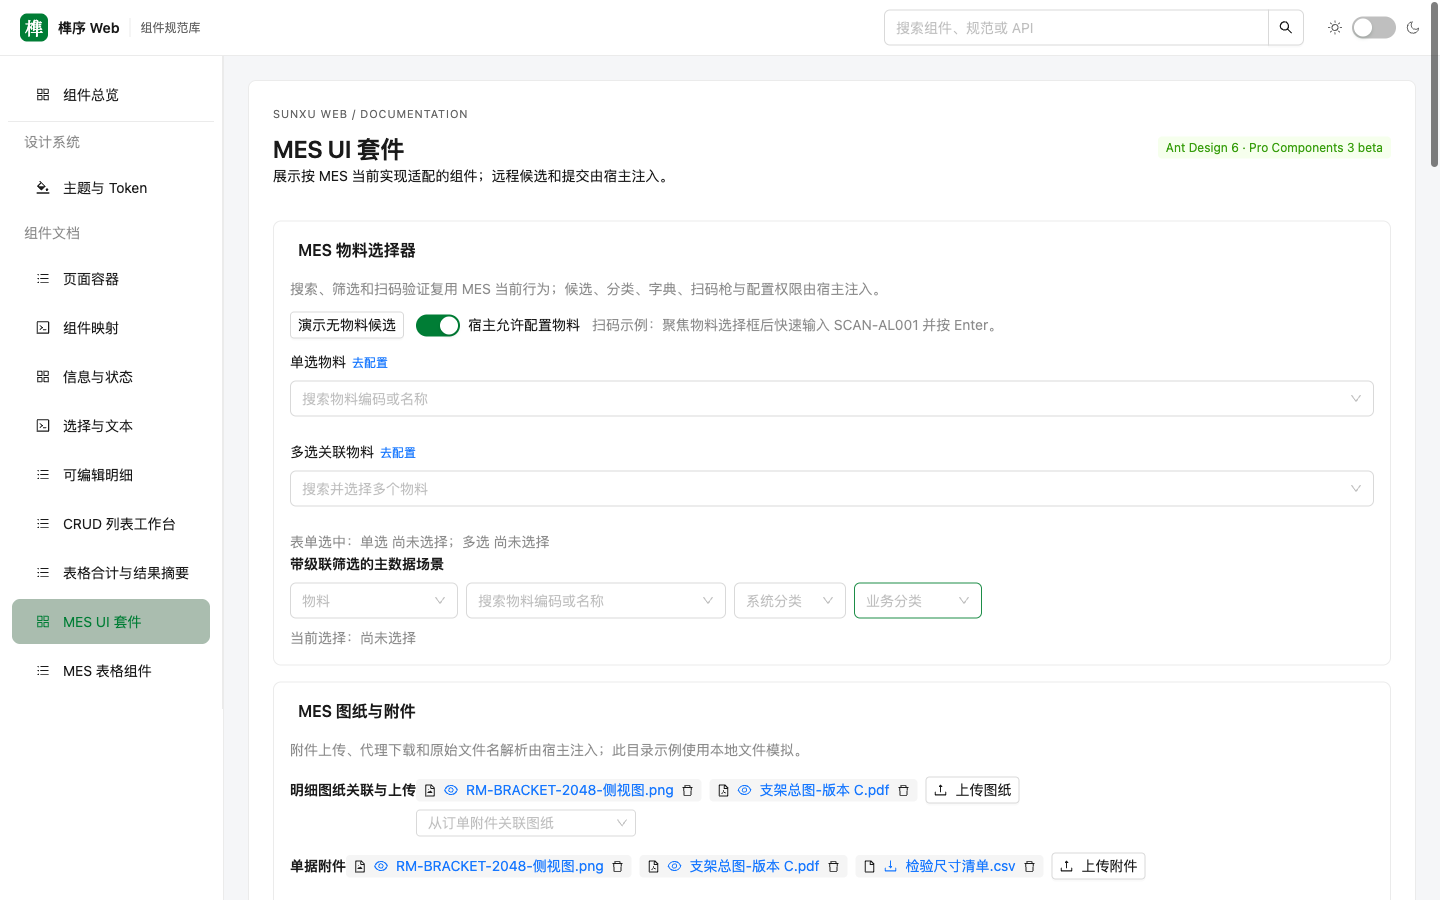 榫 榫序 Web 组件规范库 搜索组件、规范或 API
组件总览
设计系统
主题与 Token
组件文档
页面容器
组件映射
信息与状态
选择与文本
可编辑明细
CRUD 列表工作台
表格合计与结果摘要
MES UI 套件
MES 表格组件
SUNXU WEB / DOCUMENTATION
MES UI 套件
Ant Design 6 · Pro Components 3 beta
展示按 MES 当前实现适配的组件；远程候选和提交由宿主注入。
MES 物料选择器
搜索、筛选和扫码验证复用 MES 当前行为；候选、分类、字典、扫码枪与配置权限由宿主注入。
演示无物料候选 宿主允许配置物料 扫码示例：聚焦物料选择框后快速输入 SCAN-AL001 并按 Enter。
单选物料 去配置
搜索物料编码或名称
多选关联物料 去配置
搜索并选择多个物料
表单选中：单选 尚未选择；多选 尚未选择
带级联筛选的主数据场景
物料 搜索物料编码或名称 系统分类 业务分类
当前选择：尚未选择
MES 图纸与附件
附件上传、代理下载和原始文件名解析由宿主注入；此目录示例使用本地文件模拟。
明细图纸关联与上传 RM-BRACKET-2048-侧视图.png 支架总图-版本 C.pdf 上传图纸
从订单附件关联图纸
单据附件 RM-BRACKET-2048-侧视图.png 支架总图-版本 C.pdf 检验尺寸清单.csv 上传附件